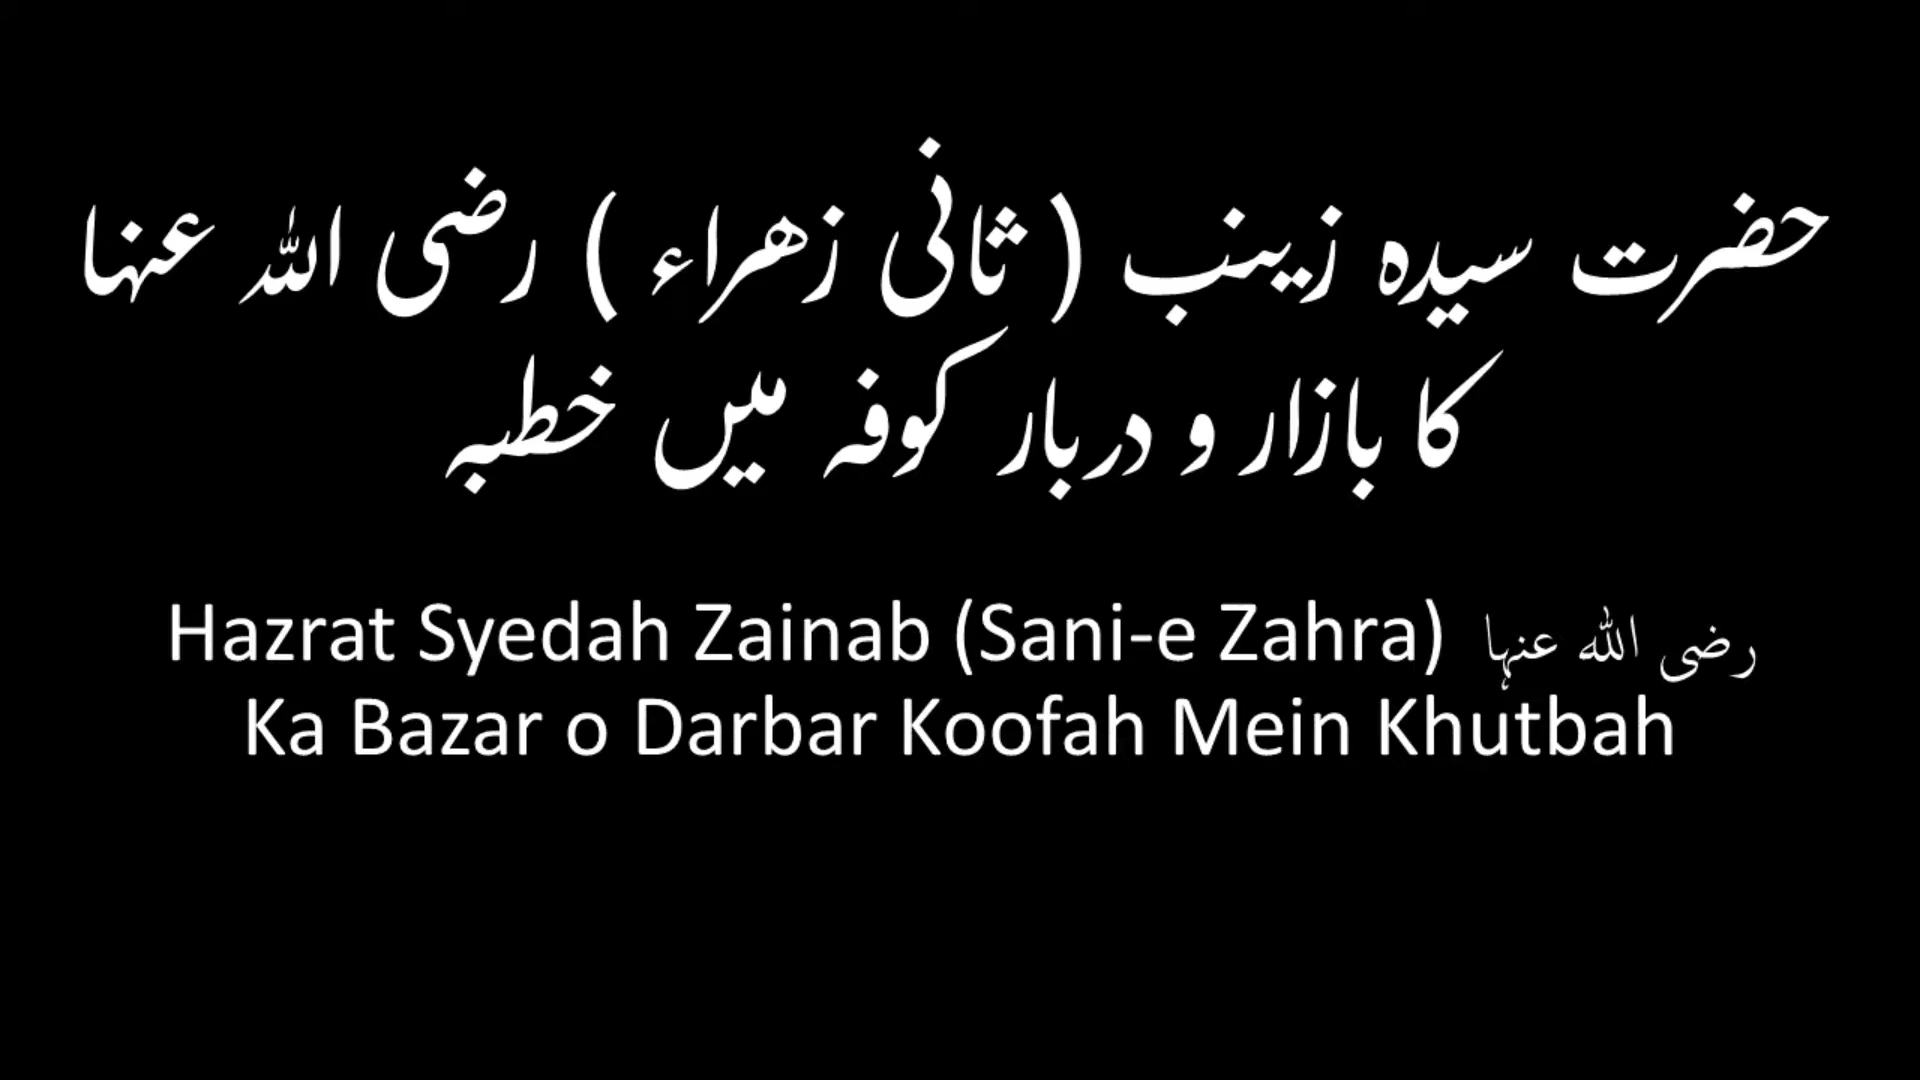 حضرت سیدہ زینب ( ثانی زھراء ) رضی اللہ عنہا
کا بازار و دربار کوفہ میں خطبہ
Hazrat Syedah Zainab (Sani-e Zahra) رضی اللہ عنہا
Ka Bazar o Darbar Koofah Mein Khutbah